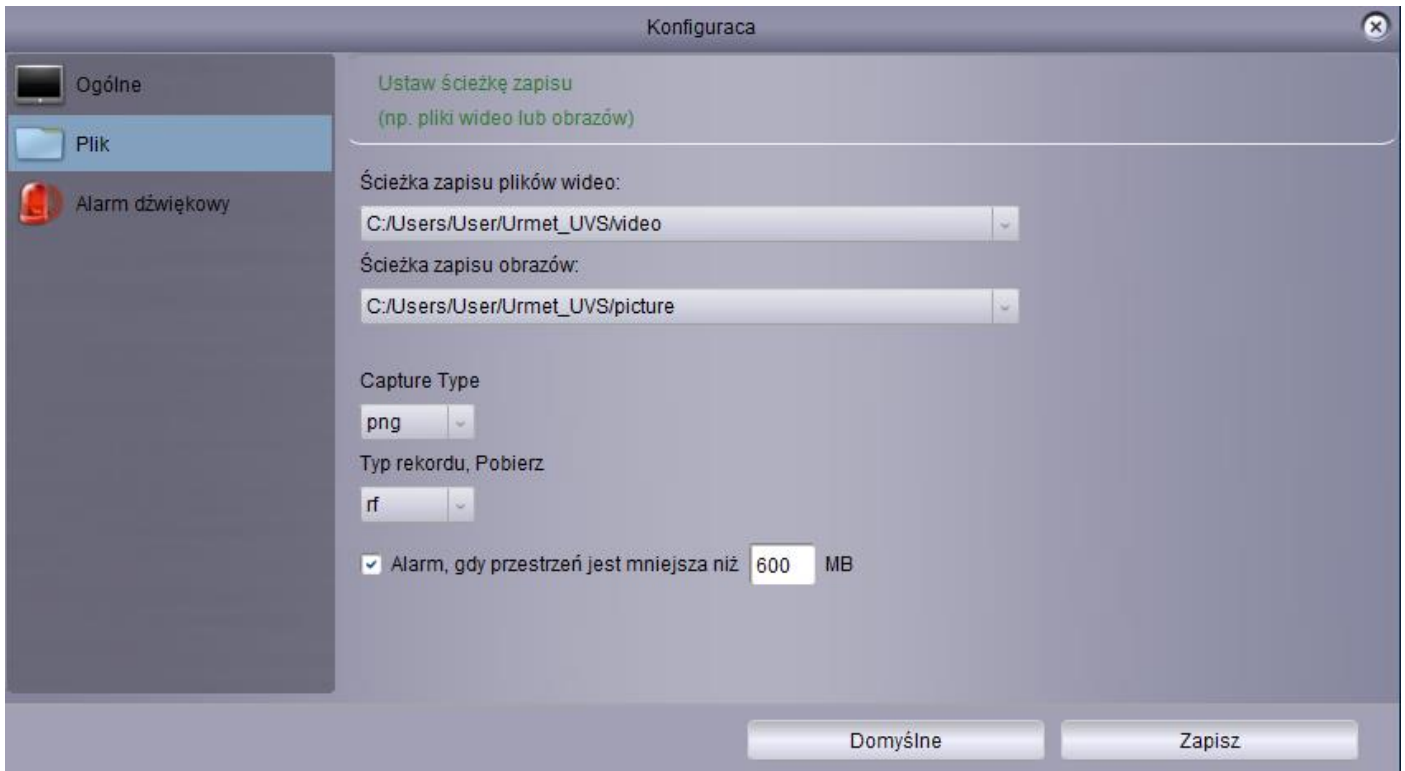 Konfiguraca
Ogólne
Plik
Alarm dźwiękowy
Ustaw ścieżkę zapisu
(np. pliki wideo lub obrazów)
Ścieżka zapisu plików wideo:
C:/Users/User/Urmet_UVS/video
Ścieżka zapisu obrazów:
C:/Users/User/Urmet_UVS/picture
Capture Type
png
Typ rekordu, Pobierz
rf
Alarm, gdy przestrzeń jest mniejsza niż 600 MB
Domyślne
Zapisz